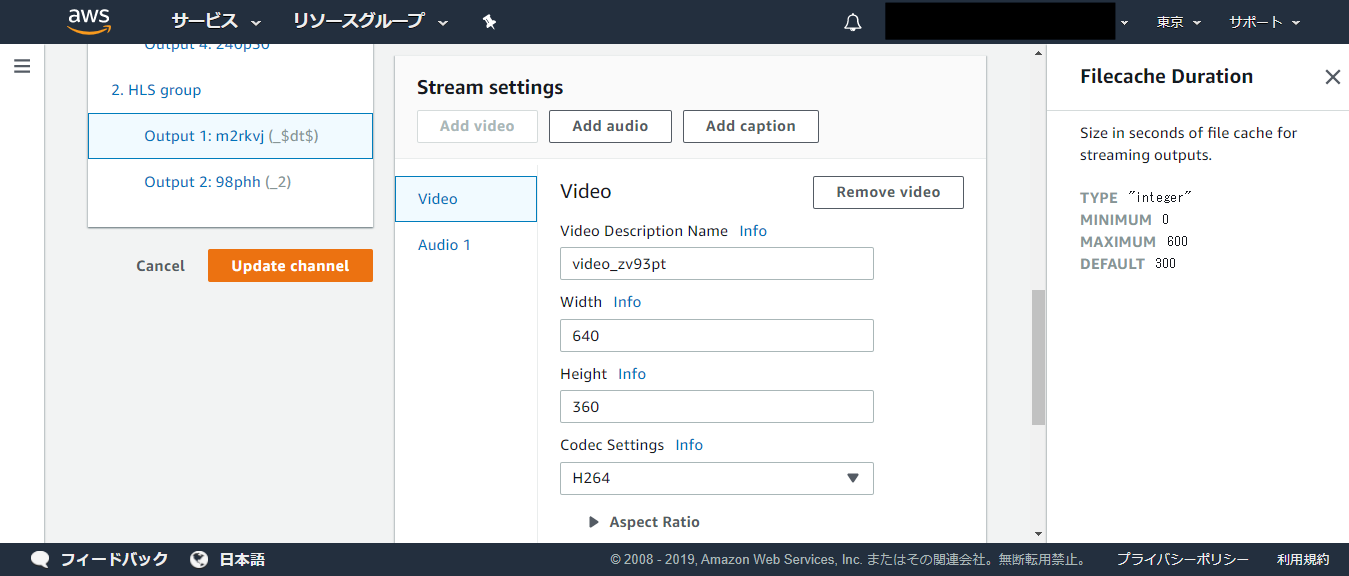 aws サービス リソースグループ 東京 サポート
Output 4: 240p30
2. HLS group
Output 1: m2rkvj (_$dt$)
Output 2: 98phh (_2)
Cancel Update channel
Stream settings
Add video Add audio Add caption
Video
Audio 1
Video Remove video
Video Description Name Info
video_zv93pt
Width Info
640
Height Info
360
Codec Settings Info
H264
Aspect Ratio
Filecache Duration
Size in seconds of file cache for
streaming outputs.
TYPE "integer"
MINIMUM 0
MAXIMUM 600
DEFAULT 300
フィードバック 日本語 © 2008 - 2019, Amazon Web Services, Inc. またはその関連会社。無断転用禁止。 プライバシーポリシー 利用規約